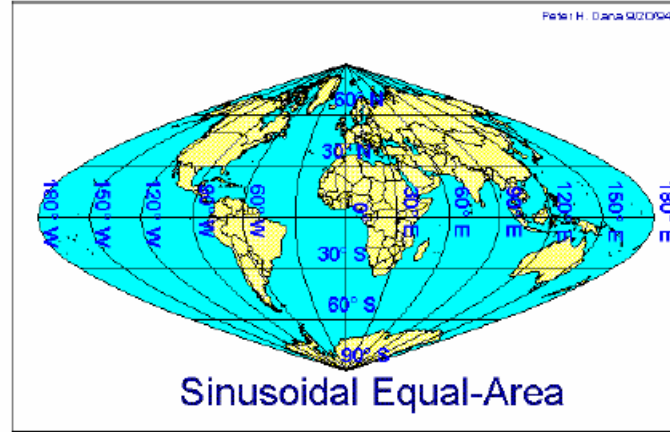 Peter H. Dana 9/20/94
60° N
30° N
180° W
150° W
120° W
90° W
60° W
0°
30° E
60° E
90° E
120° E
150° E
180° E
30° S
60° S
90° S
Sinusoidal Equal-Area